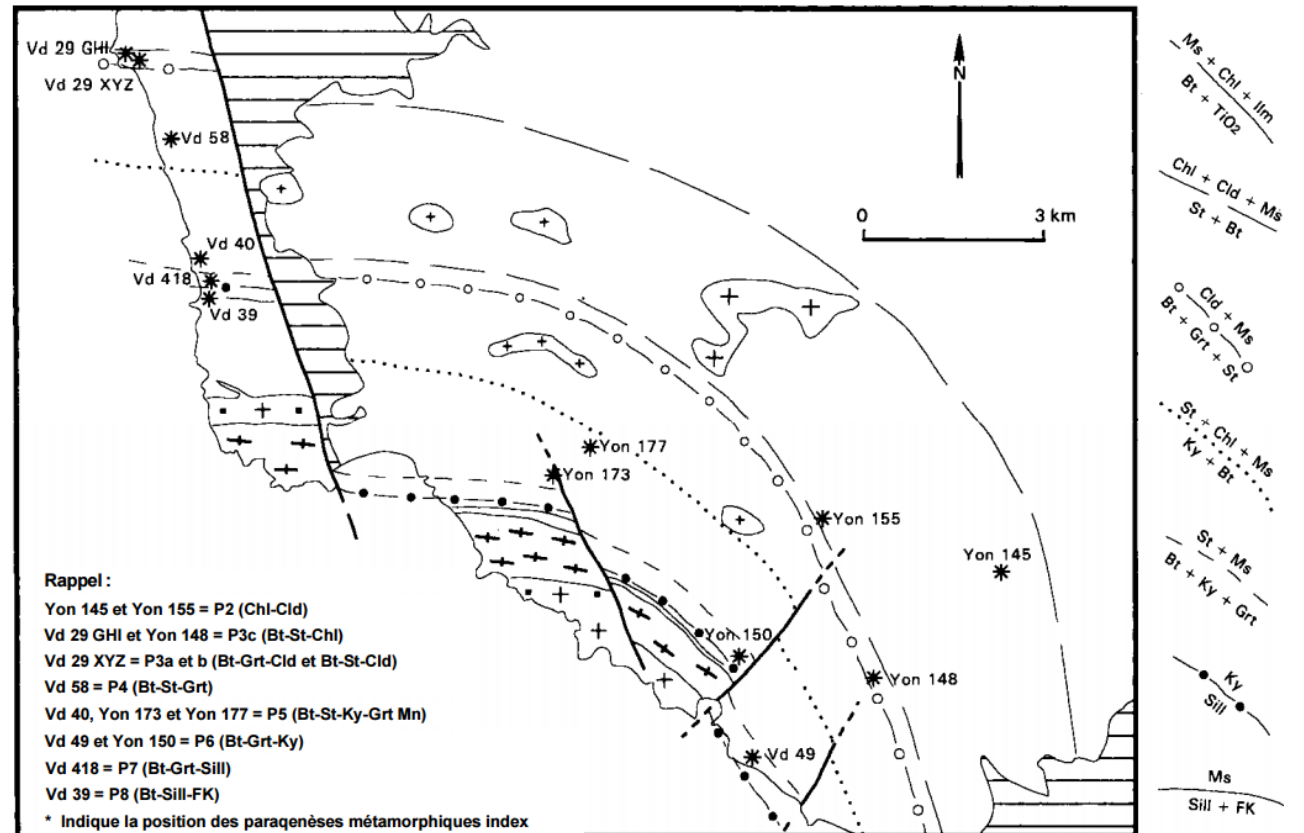 Vd 29 GHI
Vd 29 XYZ
Vd 58
Vd 40
Vd 418
Vd 39
N
0 3 km
Yon 177
Yon 173
Yon 155
Yon 145
Yon 150
Yon 148
Vd 49
Rappel :
Yon 145 et Yon 155 = P2 (Chl-Cld)
Vd 29 GHI et Yon 148 = P3c (Bt-St-Chl)
Vd 29 XYZ = P3a et b (Bt-Grt-Cld et Bt-St-Cld)
Vd 58 = P4 (Bt-St-Grt)
Vd 40, Yon 173 et Yon 177 = P5 (Bt-St-Ky-Grt Mn)
Vd 49 et Yon 150 = P6 (Bt-Grt-Ky)
Vd 418 = P7 (Bt-Grt-Sill)
Vd 39 = P8 (Bt-Sill-FK)
* Indique la position des paragenèses métamorphiques index
Ms + Chl + Ilm
Bt + TiO2
Chl + Cld + Ms
St + Bt
Cld + Ms
Bt + Grt + St
St + Chl + Ms
Ky + Bt
St + Ms
Bt + Ky + Grt
Ky
Sill
Ms
Sill + FK